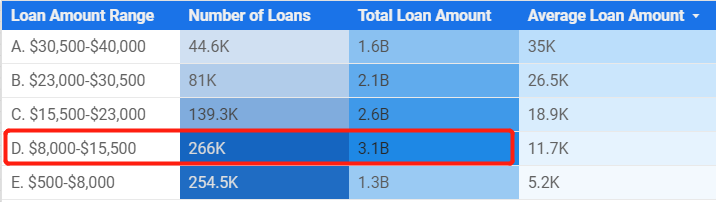 Loan Amount Range Number of Loans Total Loan Amount Average Loan Amount
A. $30,500-$40,000 44.6K 1.6B 35K
B. $23,000-$30,500 81K 2.1B 26.5K
C. $15,500-$23,000 139.3K 2.6B 18.9K
D. $8,000-$15,500 266K 3.1B 11.7K
E. $500-$8,000 254.5K 1.3B 5.2K